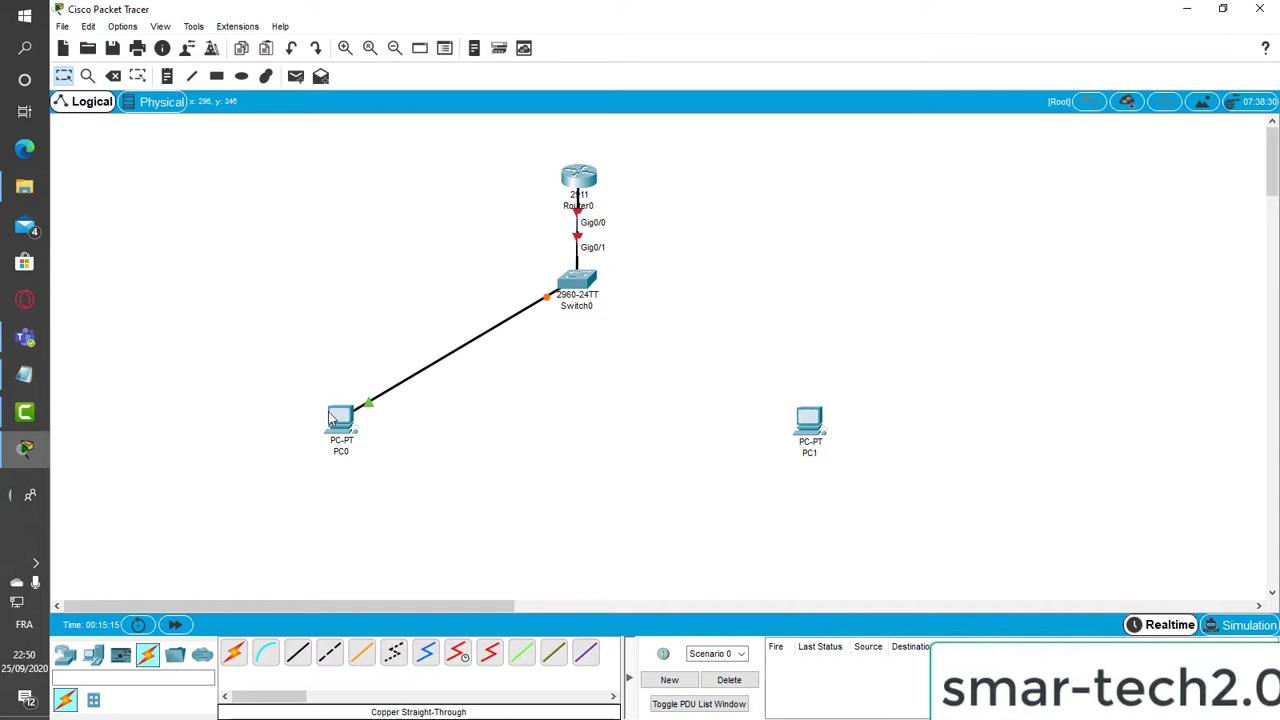 Cisco Packet Tracer
File Edit Options View Tools Extensions Help
?
Logical Physical x: 296, y: 346 [Root] 07:38:30
2911
Router0
Gig0/0
Gig0/1
2960-24TT
Switch0
PC-PT
PC0
PC-PT
PC1
4
Time: 00:15:15 Realtime Simulation
FRA
22:50
25/09/2020
Scenario 0
New Delete
Toggle PDU List Window
Fire Last Status Source Destinatio
Copper Straight-Through
smar-tech2.0